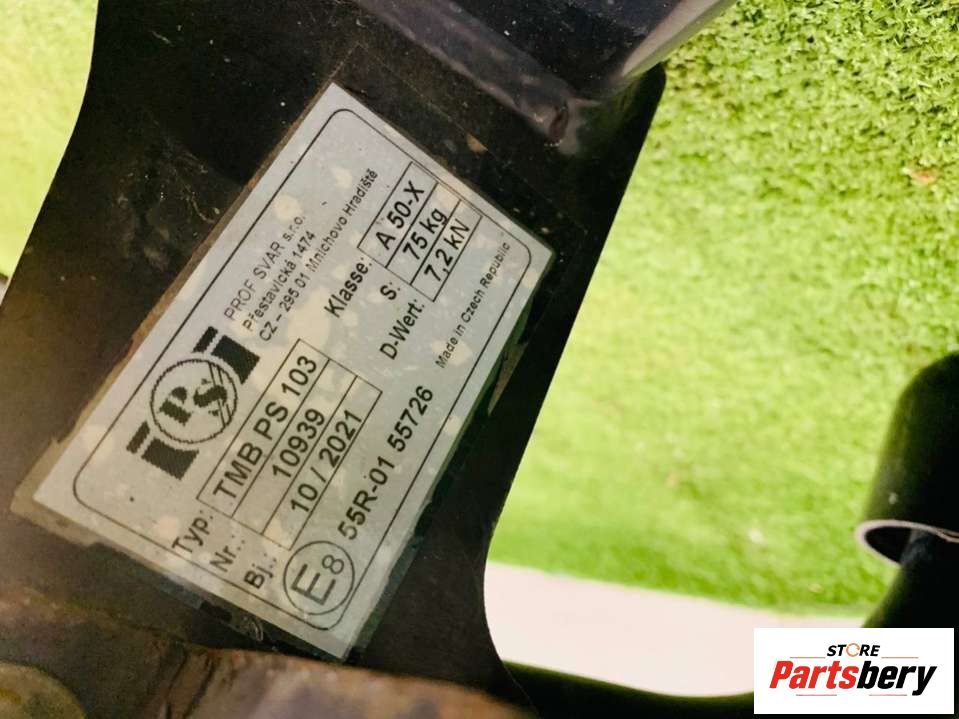 PS
PROF SVAR s.r.o.
Přestavlcká 1474
CZ – 295 01 Mnichovo Hradiště
Typ: TMB PS 103
Nr.: 10939
Bj.: 10 / 2021
Klasse: A 50-X
S: 75 kg
D-Wert: 7,2 kN
E8 55R-01 55726
Made in Czech Republic
STORE
Partsbery